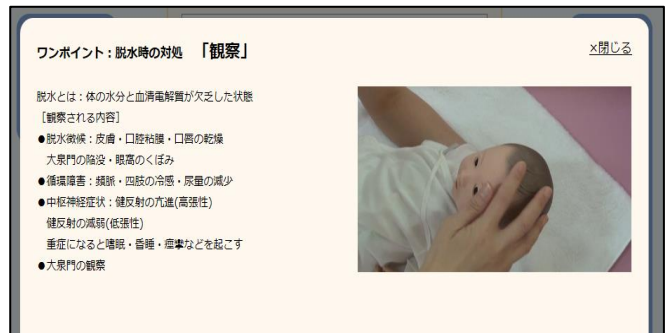 ワンポイント:脱水時の対処 「観察」
×閉じる
脱水とは:体の水分と血清電解質が欠乏した状態
[観察される内容]
●脱水徴候:皮膚・口腔粘膜・口唇の乾燥
大泉門の陥没・眼窩のくぼみ
●循環障害:頻脈・四肢の冷感・尿量の減少
●中枢神経症状:健反射の亢進(高張性)
健反射の減弱(低張性)
重症になると嗜眠・昏睡・痙攣などを起こす
●大泉門の観察